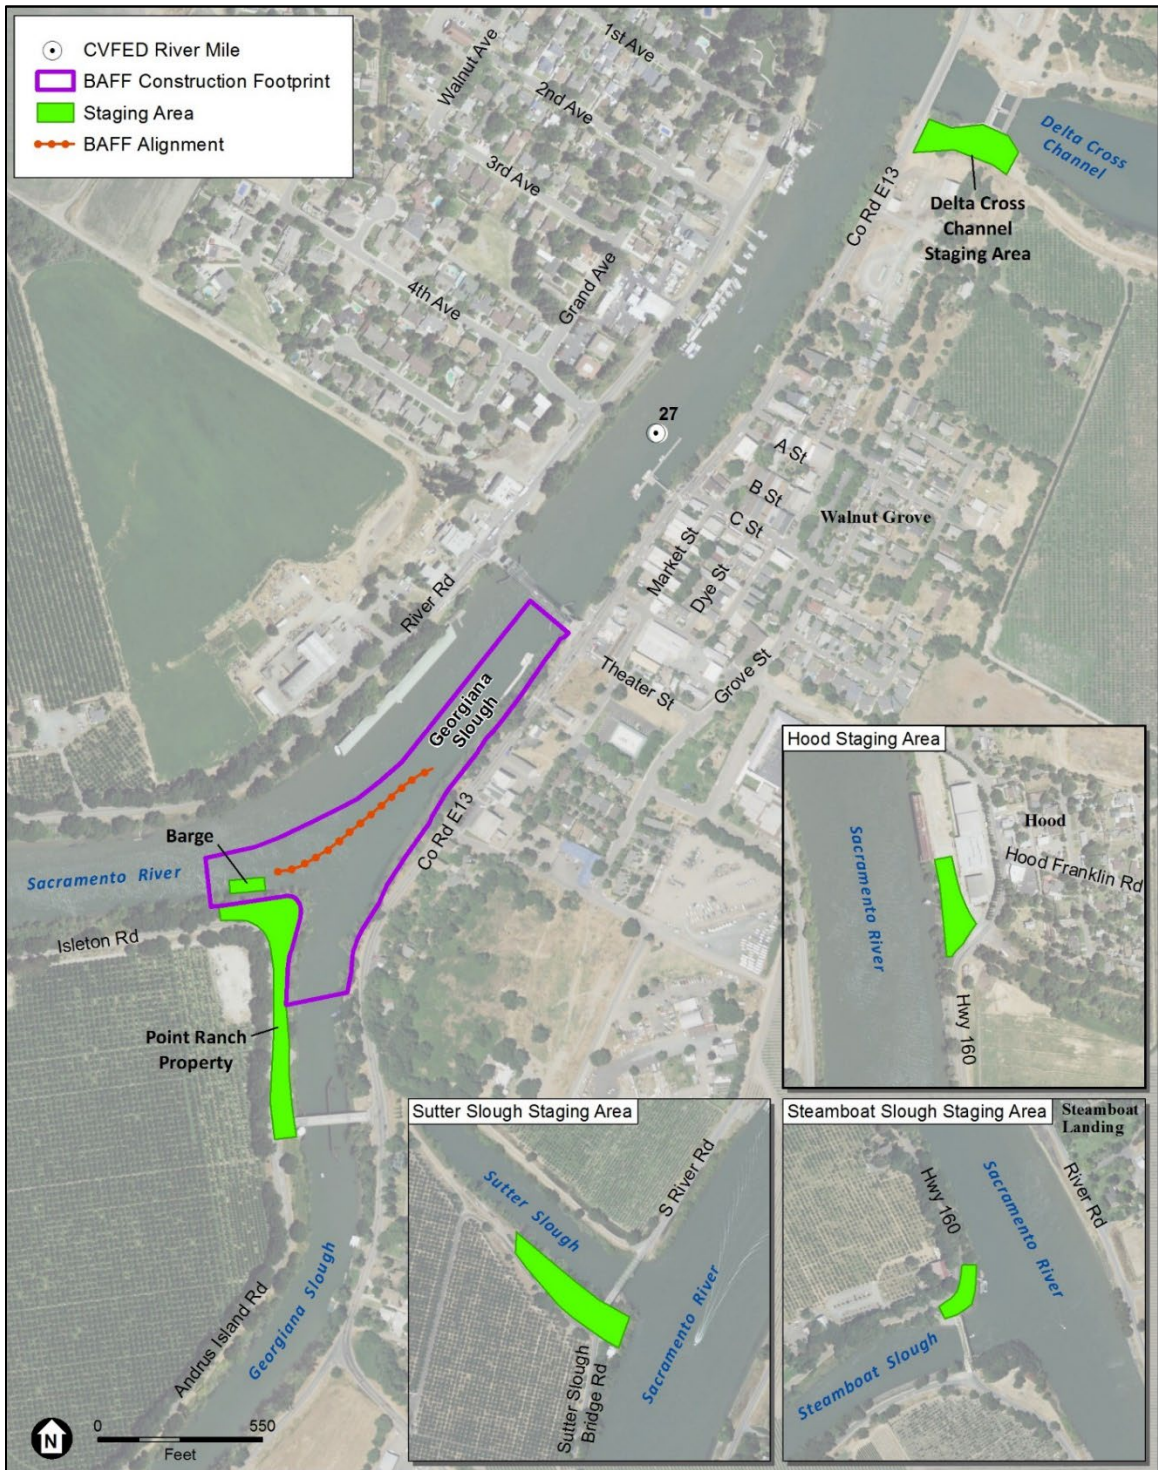 CVFED River Mile
BAFF Construction Footprint
Staging Area
BAFF Alignment
Walnut Ave
1st Ave
2nd Ave
3rd Ave
4th Ave
Grand Ave
Co Rd E13
Delta Cross
Channel
Delta Cross
Channel
Staging Area
27
A St
B St
C St
Walnut Grove
Market St
Dye St
River Rd
Theater St
Grove St
Georgiana
Slough
Co Rd E13
Barge
Sacramento River
Isleton Rd
Point Ranch
Property
Andrus Island Rd
Georgiana Slough
Hood Staging Area
Sacramento River
Hood
Hood Franklin Rd
Hwy 160
Sutter Slough Staging Area
Sutter Slough
S River Rd
Sacramento River
Sutter Slough
Bridge Rd
Steamboat Slough Staging Area
Steamboat
Landing
Hwy 160
Sacramento River
River Rd
Steamboat Slough
N
0 550
Feet